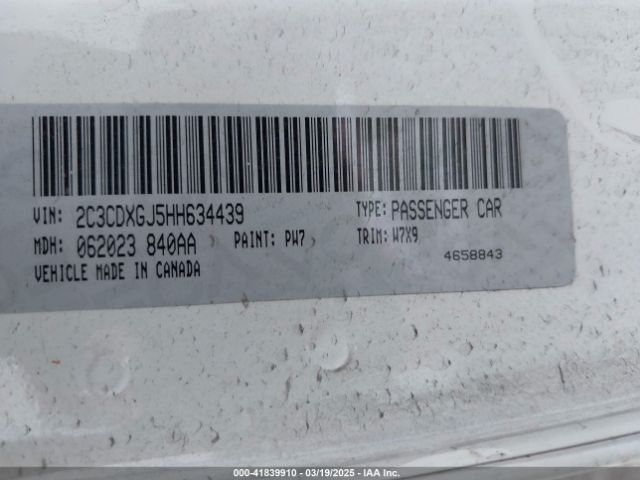 VIN: 2C3CDXGJ5HH634439 TYPE: PASSENGER CAR
MDH: 062023 840AA PAINT: PW7 TRIM: W7X9
VEHICLE MADE IN CANADA 4658843
000-41839910 - 03/19/2025 - IAA Inc.